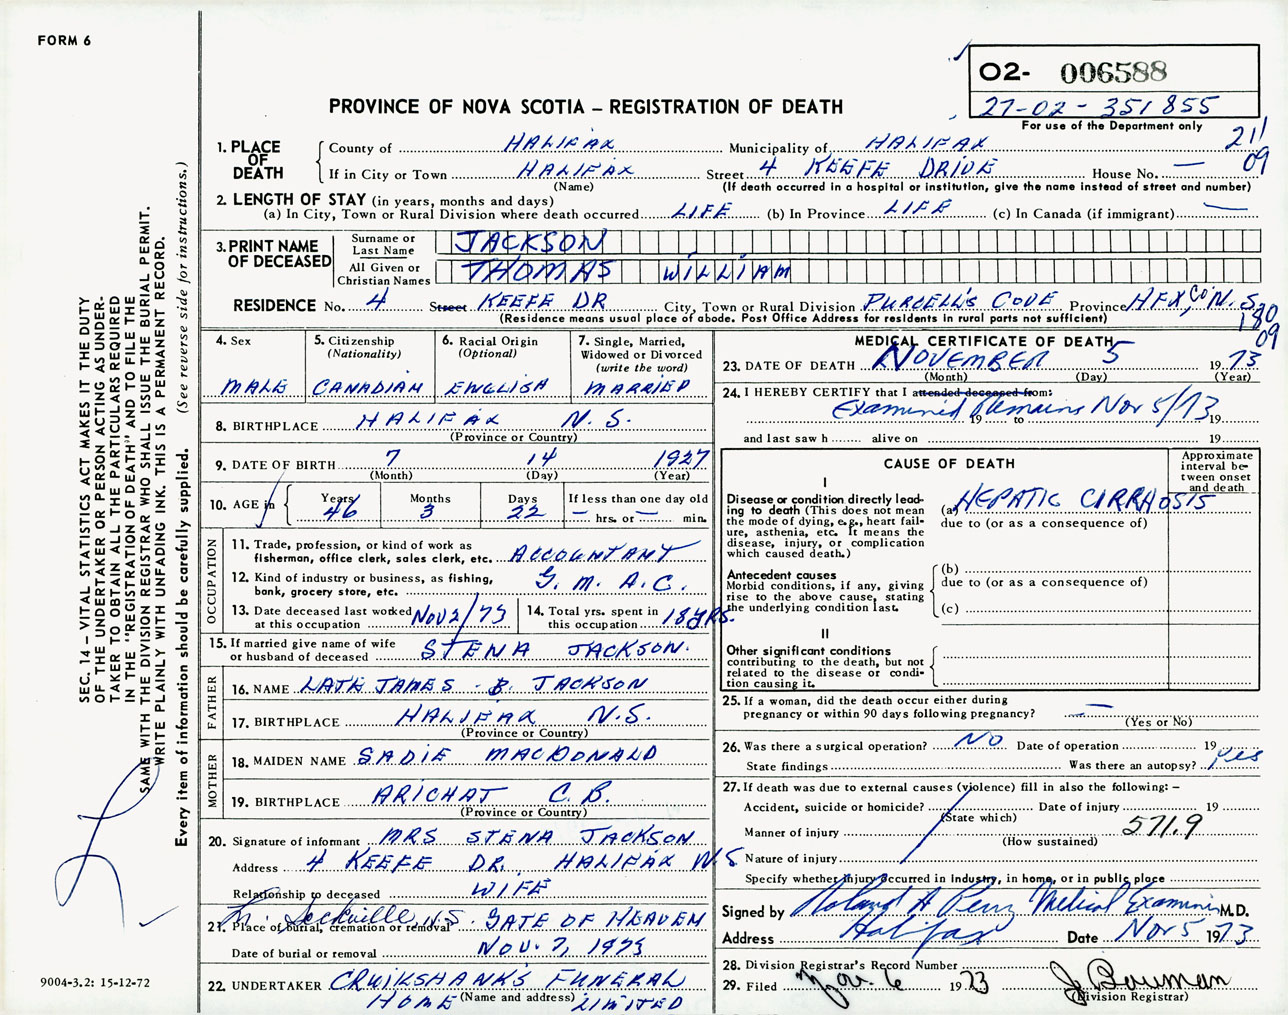 FORM 6
02- 006588
27-02-351855
For use of the Department only
PROVINCE OF NOVA SCOTIA – REGISTRATION OF DEATH
211
09
1. PLACE OF DEATH
County of HALIFAX Municipality of HALIFAX
If in City or Town HALIFAX Street 4 KEEFE DRIVE House No. —
(Name) (If death occurred in a hospital or institution, give the name instead of street and number)
2. LENGTH OF STAY (in years, months and days)
(a) In City, Town or Rural Division where death occurred LIFE (b) In Province LIFE (c) In Canada (if immigrant) —
3. PRINT NAME OF DECEASED
Surname or Last Name JACKSON
All Given or Christian Names THOMAS WILLIAM
RESIDENCE No. 4 Street KEEFE DR City, Town or Rural Division PURCELL'S COVE Province HFX CO, N.S.
(Residence means usual place of abode. Post Office Address for residents in rural parts not sufficient)
180
09
4. Sex
MALE
5. Citizenship
(Nationality)
CANADIAN
6. Racial Origin
(Optional)
ENGLISH
7. Single, Married, Widowed or Divorced
(write the word)
MARRIED
8. BIRTHPLACE HALIFAX N.S.
(Province or Country)
9. DATE OF BIRTH 7 14 1927
(Month) (Day) (Year)
10. AGE in
Years 46
Months 3
Days 22
If less than one day old
— hrs. or — min.
OCCUPATION
11. Trade, profession, or kind of work as
fisherman, office clerk, sales clerk, etc. ACCOUNTANT
12. Kind of industry or business, as fishing,
bank, grocery store, etc. G.M.A.C.
13. Date deceased last worked
at this occupation NOV 2/73
14. Total yrs. spent in
this occupation 18 YRS.
15. If married give name of wife
or husband of deceased STENA JACKSON.
FATHER
16. NAME LATE JAMES B. JACKSON
17. BIRTHPLACE HALIFAX N.S.
(Province or Country)
MOTHER
18. MAIDEN NAME SADIE MACDONALD
19. BIRTHPLACE ARICHAT C.B.
(Province or Country)
20. Signature of informant MRS STENA JACKSON
Address 4 KEEFE DR. HALIFAX N.S.
Relationship to deceased WIFE
Sackville N.S. GATE OF HEAVEN
21. Place of burial, cremation or removal
Date of burial or removal NOV. 7, 1973
22. UNDERTAKER CRUIKSHANK'S FUNERAL
HOME (Name and address) LIMITED
MEDICAL CERTIFICATE OF DEATH
23. DATE OF DEATH NOVEMBER 5 1973
(Month) (Day) (Year)
24. I HEREBY CERTIFY that I attended deceased from:
Examined Remains Nov 5/73
19 to 19
and last saw h alive on 19
CAUSE OF DEATH
Approximate interval between onset and death
I
Disease or condition directly leading to death (This does not mean the mode of dying, e.g., heart failure, asthenia, etc. It means the disease, injury, or complication which caused death.)
(a) HEPATIC CIRRHOSIS
due to (or as a consequence of)
Antecedent causes
Morbid conditions, if any, giving rise to the above cause, stating the underlying condition last.
(b)
due to (or as a consequence of)
(c)
II
Other significant conditions
contributing to the death, but not related to the disease or condition causing it.
25. If a woman, did the death occur either during
pregnancy or within 90 days following pregnancy? —
(Yes or No)
26. Was there a surgical operation? NO Date of operation 19
State findings Was there an autopsy? yes
27. If death was due to external causes (violence) fill in also the following: –
Accident, suicide or homicide? Date of injury 19
(State which)
Manner of injury 571.9
(How sustained)
Nature of injury
Specify whether Injury Occurred in Industry, in home, or in public place
Signed by Roland A Perry Medical Examiner M.D.
Address Halifax Date Nov 5 1973
28. Division Registrar's Record Number
29. Filed Nov. 6 1973 J Bowman
(Division Registrar)
SEC. 14 – VITAL STATISTICS ACT MAKES IT THE DUTY
OF THE UNDERTAKER OR PERSON ACTING AS UNDER-
TAKER TO OBTAIN ALL THE PARTICULARS REQUIRED
IN THE "REGISTRATION OF DEATH" AND TO FILE THE
SAME WITH THE DIVISION REGISTRAR WHO SHALL ISSUE THE BURIAL PERMIT.
WRITE PLAINLY WITH UNFADING INK. THIS IS A PERMANENT RECORD.
Every item of information should be carefully supplied. (See reverse side for instructions.)
9004-3.2: 15-12-72